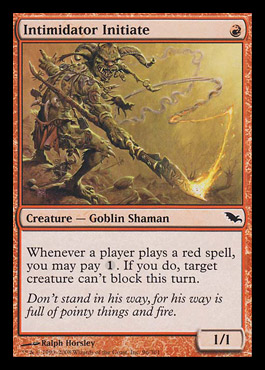 Intimidator Initiate
Creature — Goblin Shaman
Whenever a player plays a red spell,
you may pay 1. If you do, target
creature can't block this turn.
Don't stand in his way, for his way is
full of pointy things and fire.
Ralph Horsley
1/1